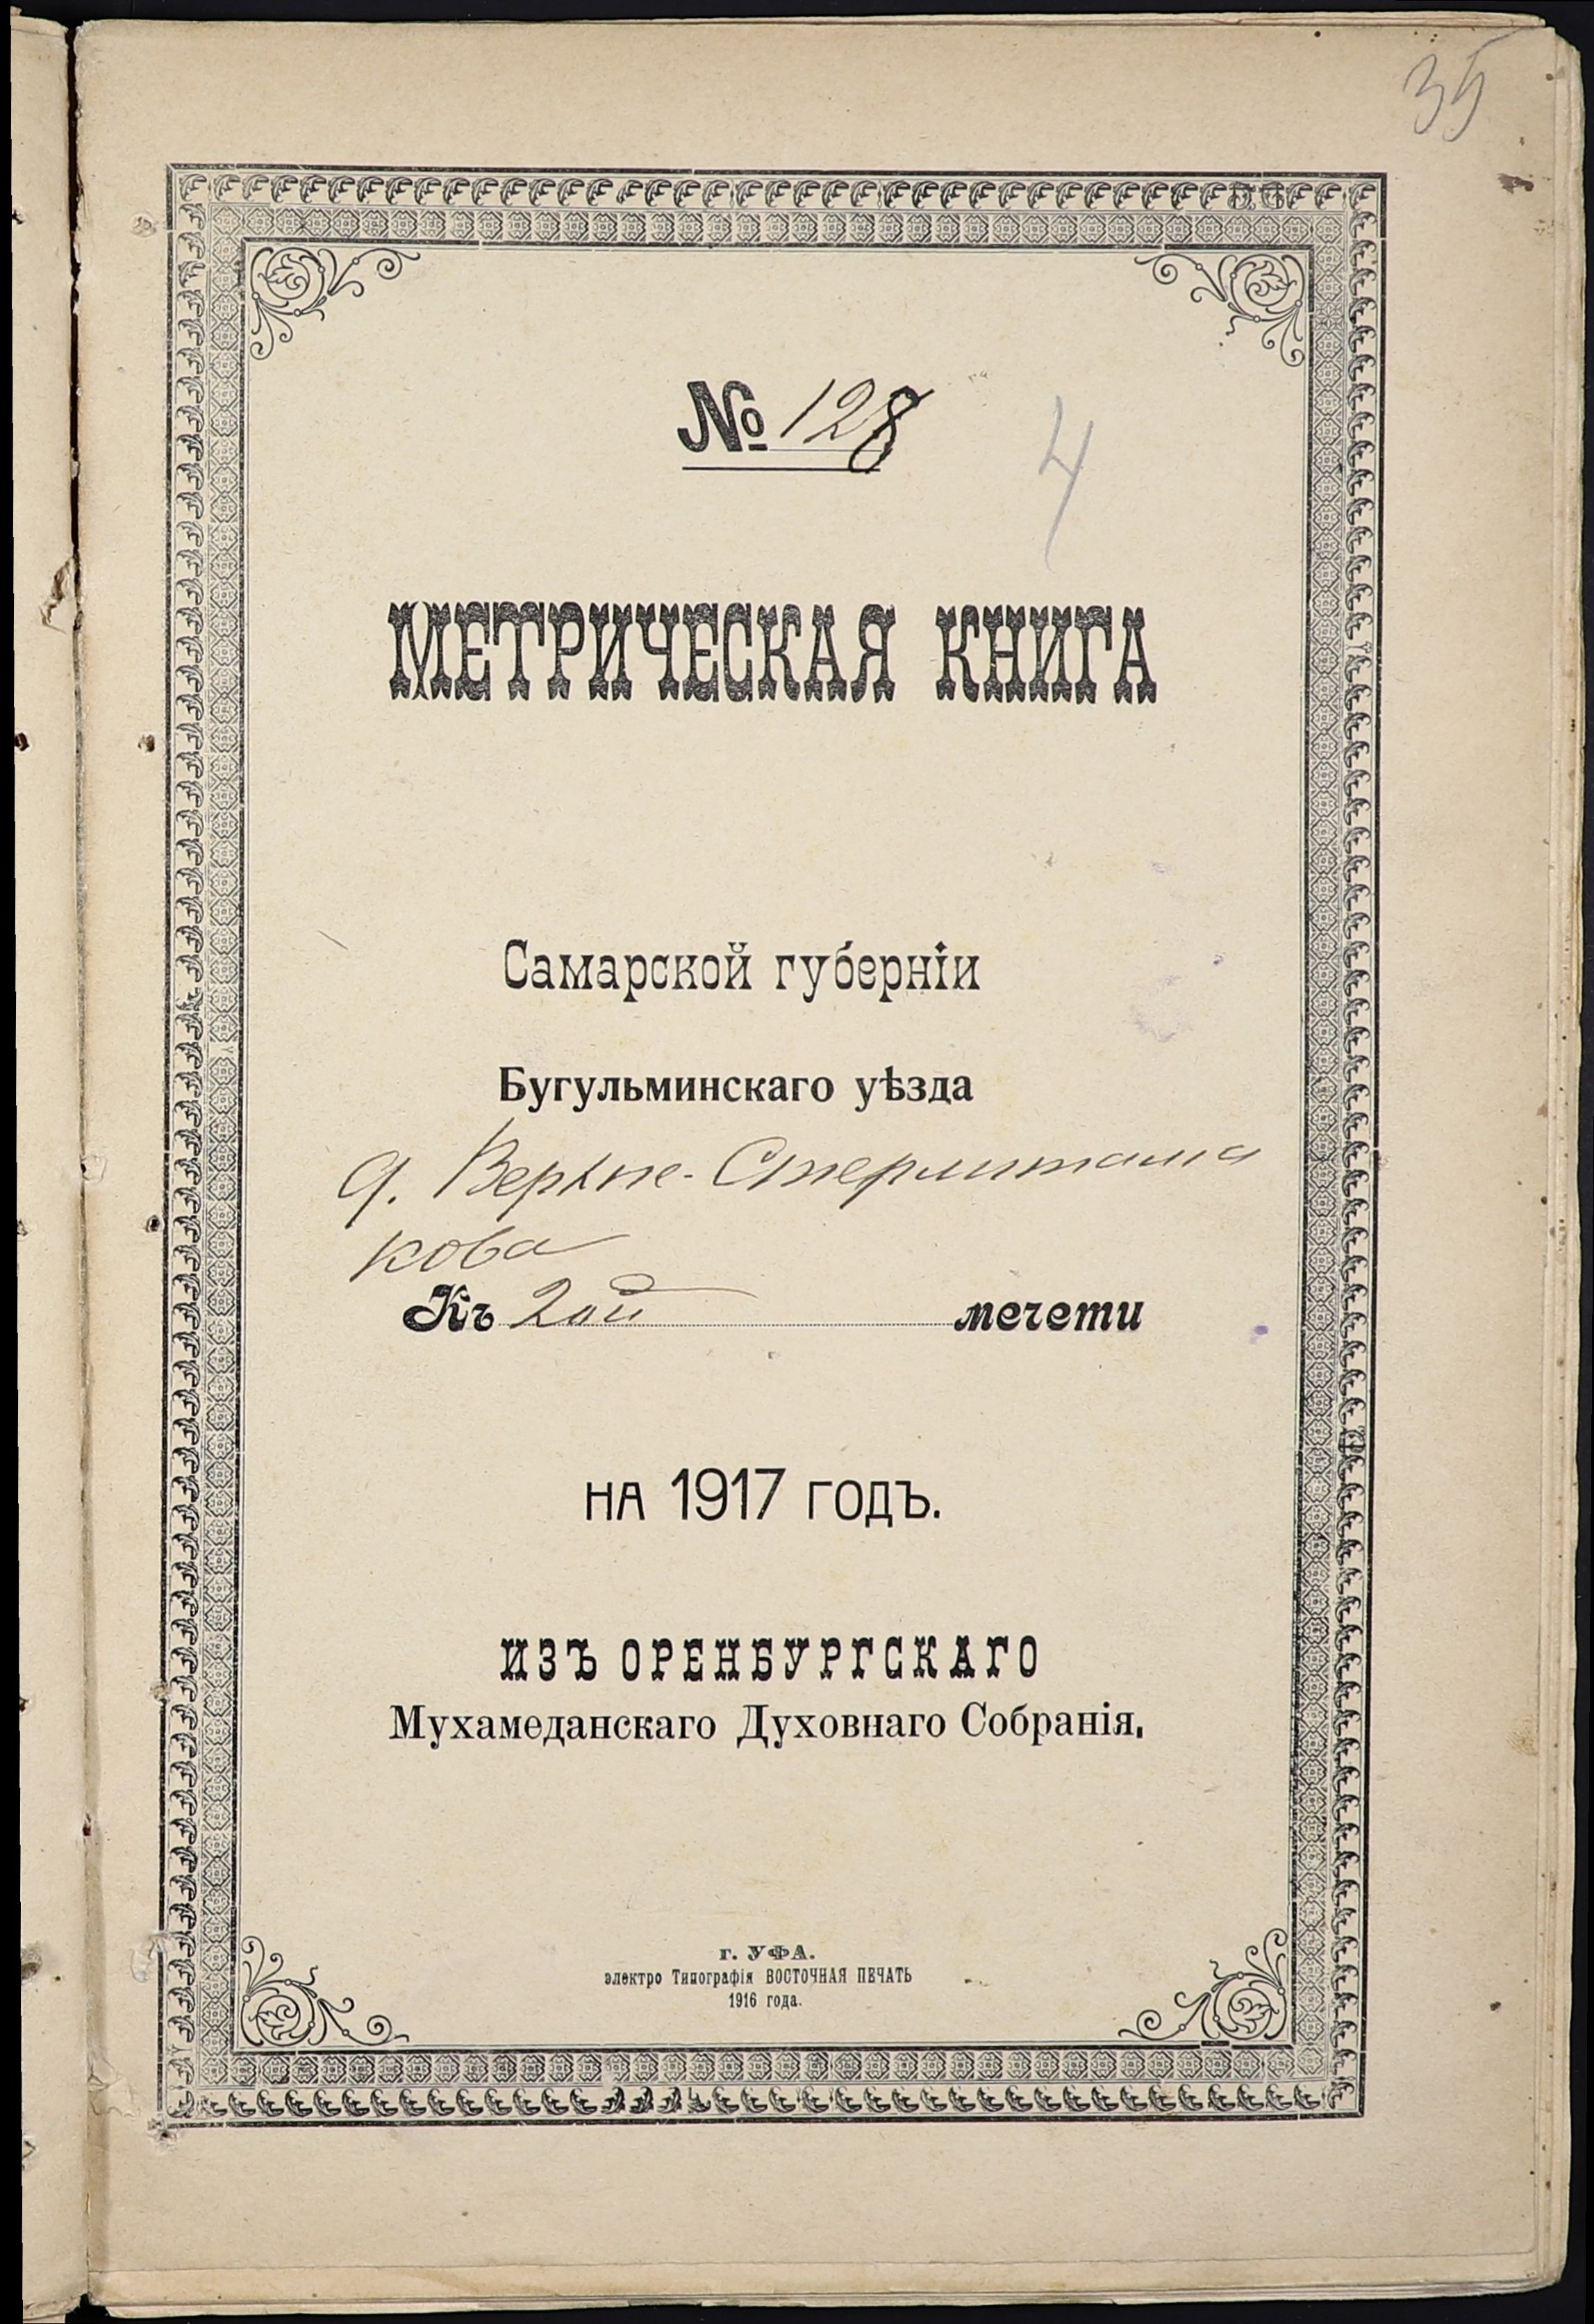 35
№ 128
4
МЕТРИЧЕСКАЯ КНИГА
Самарской губерніи
Бугульминскаго уѣзда
д. Верхне-Стерлитама
кова
Къ 2ой мечети
НА 1917 ГОДЪ.
ИЗЪ ОРЕНБУРГСКАГО
Мухамеданскаго Духовнаго Собранія.
г. УФА.
электро Типографія ВОСТОЧНАЯ ПЕЧАТЬ
1916 года.